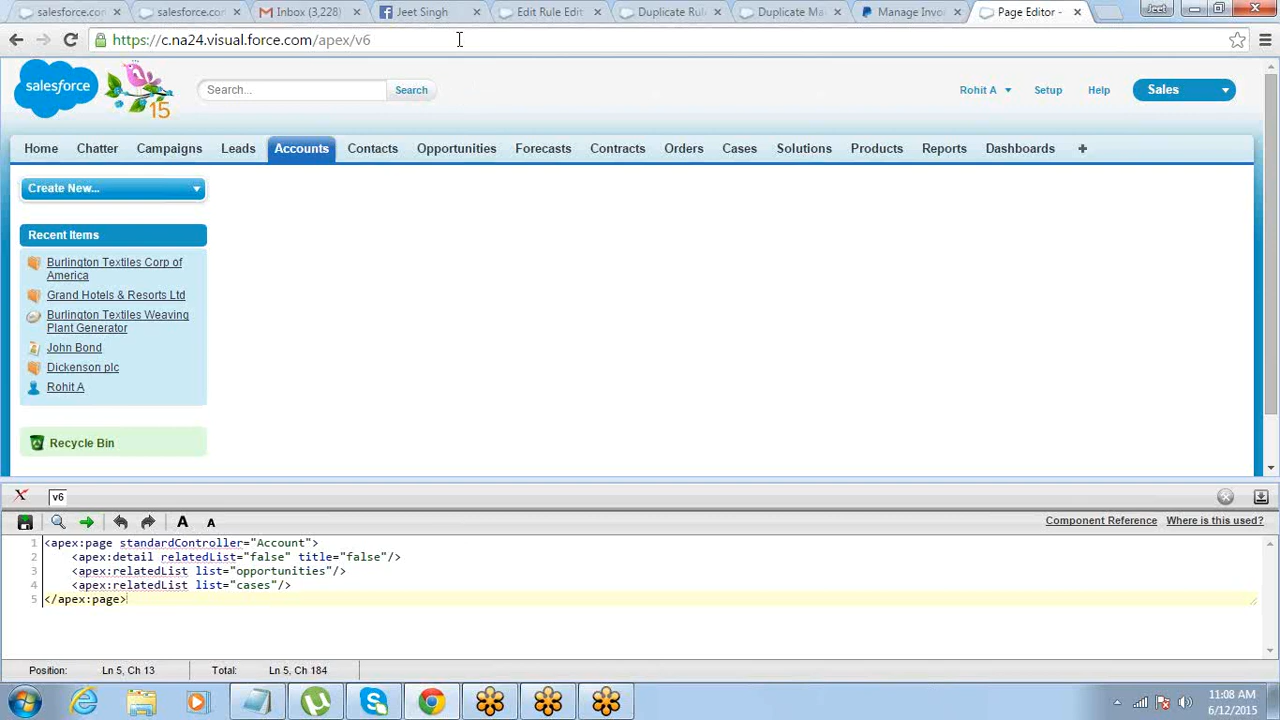 salesforce.com
salesforce.com
Inbox (3,228)
Jeet Singh
Edit Rule Edit
Duplicate Rul
Duplicate Ma
Manage Invo
Page Editor -
Jeet
https://c.na24.visual.force.com/apex/v6
salesforce
15
Search...
Search
Rohit A
Setup
Help
Sales
Home
Chatter
Campaigns
Leads
Accounts
Contacts
Opportunities
Forecasts
Contracts
Orders
Cases
Solutions
Products
Reports
Dashboards
+
Create New...
Recent Items
Burlington Textiles Corp of
America
Grand Hotels & Resorts Ltd
Burlington Textiles Weaving
Plant Generator
John Bond
Dickenson plc
Rohit A
Recycle Bin
v6
A
A
Component Reference
Where is this used?
1 <apex:page standardController="Account">
2 <apex:detail relatedList="false" title="false"/>
3 <apex:relatedList list="opportunities"/>
4 <apex:relatedList list="cases"/>
5 </apex:page>
Position: Ln 5, Ch 13 Total: Ln 5, Ch 184
11:08 AM
6/12/2015